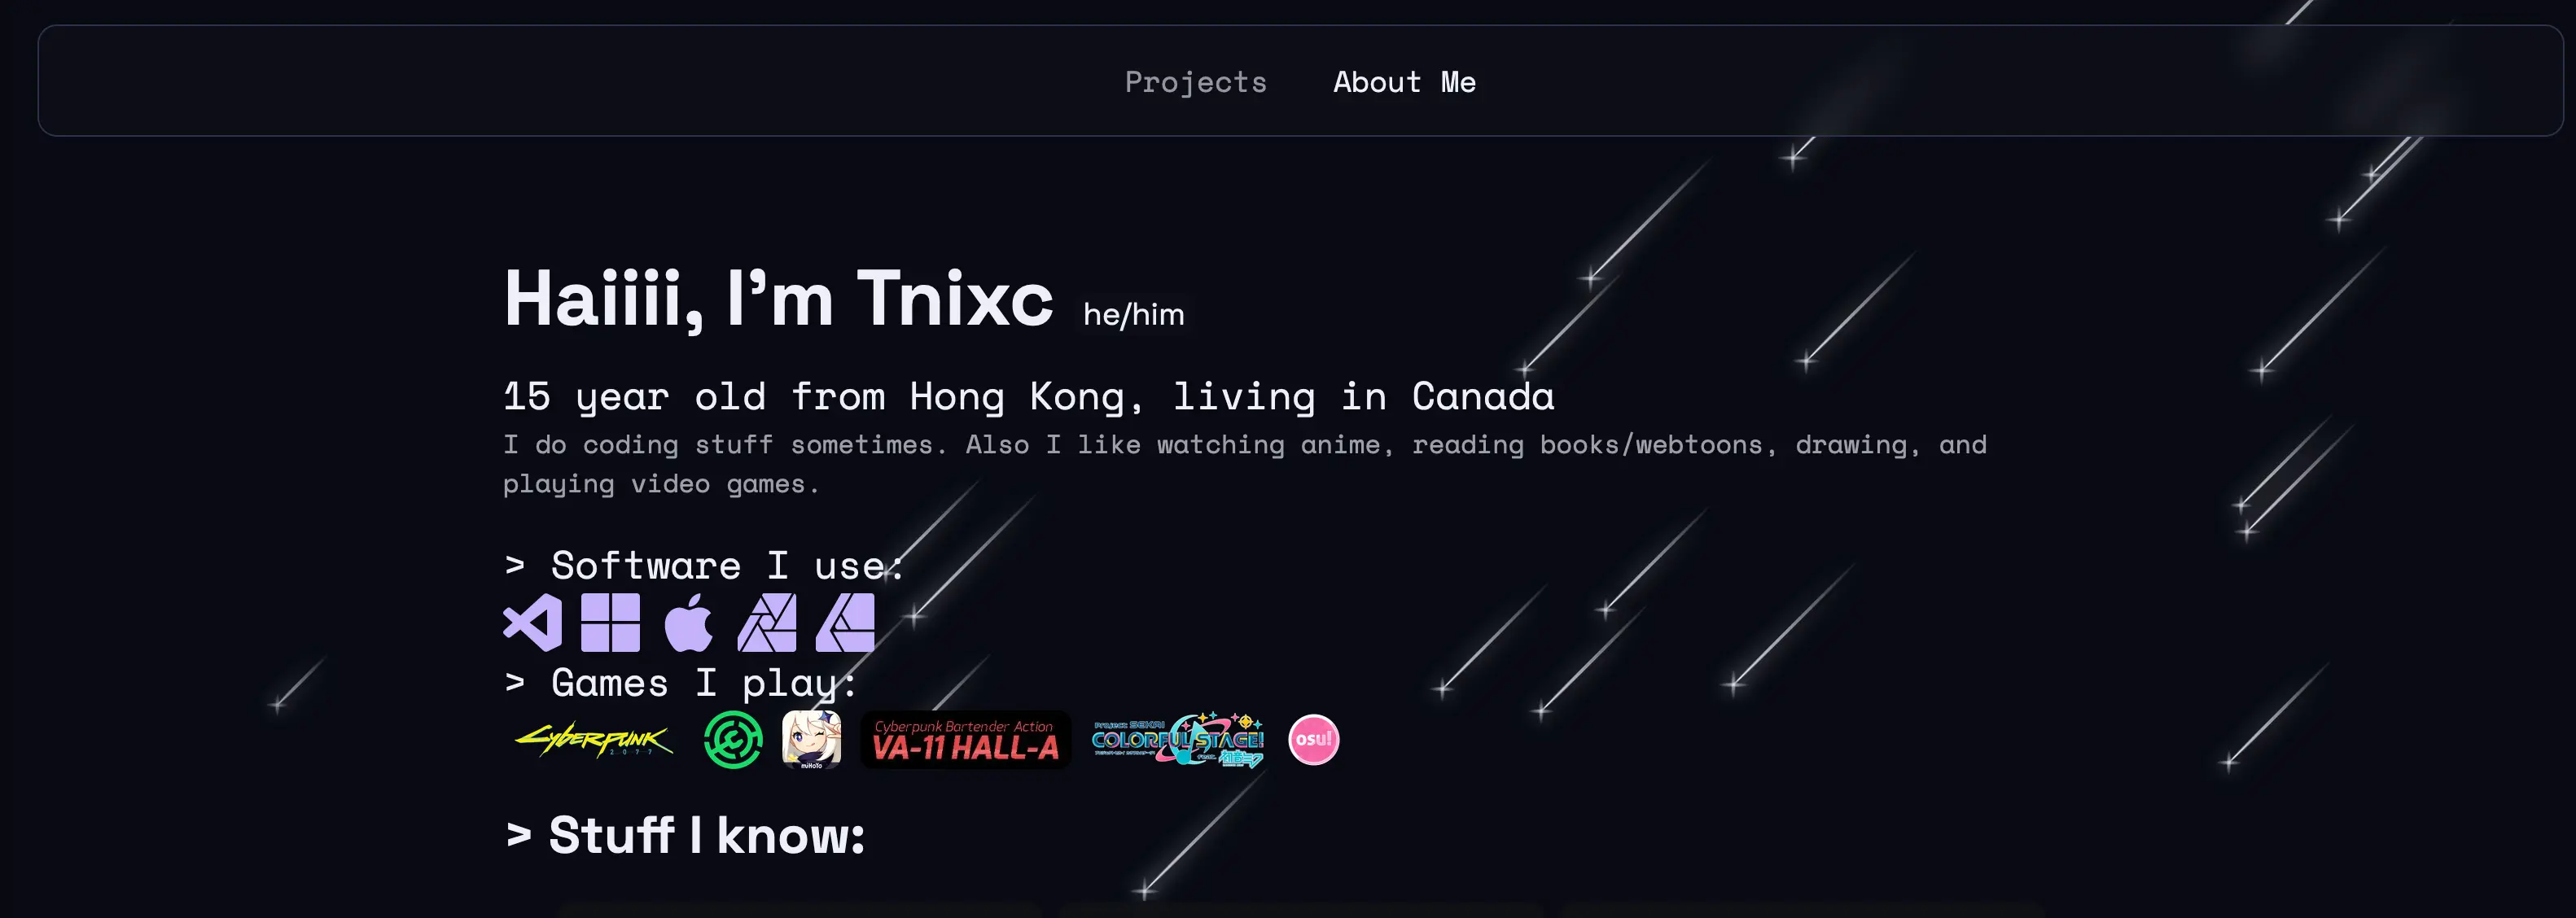 Projects
About Me
Haiiii, I’m Tnixc he/him
15 year old from Hong Kong, living in Canada
I do coding stuff sometimes. Also I like watching anime, reading books/webtoons, drawing, and
playing video games.
> Software I use:
> Games I play:
Cyberpunk
2077
miHoYo
Cyberpunk Bartender Action
VA-11 HALL-A
Project SEKAI
COLORFUL STAGE!
feat. 初音ミク
osu!
> Stuff I know: